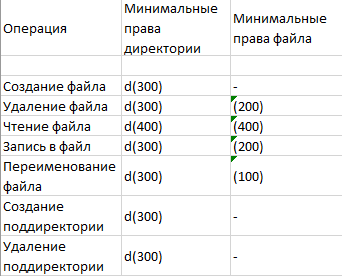 Операция Минимальные права директории Минимальные права файла
Создание файла d(300) -
Удаление файла d(300) (200)
Чтение файла d(400) (400)
Запись в файл d(300) (200)
Переименование файла d(300) (100)
Создание поддиректории d(300) -
Удаление поддиректории d(300) -